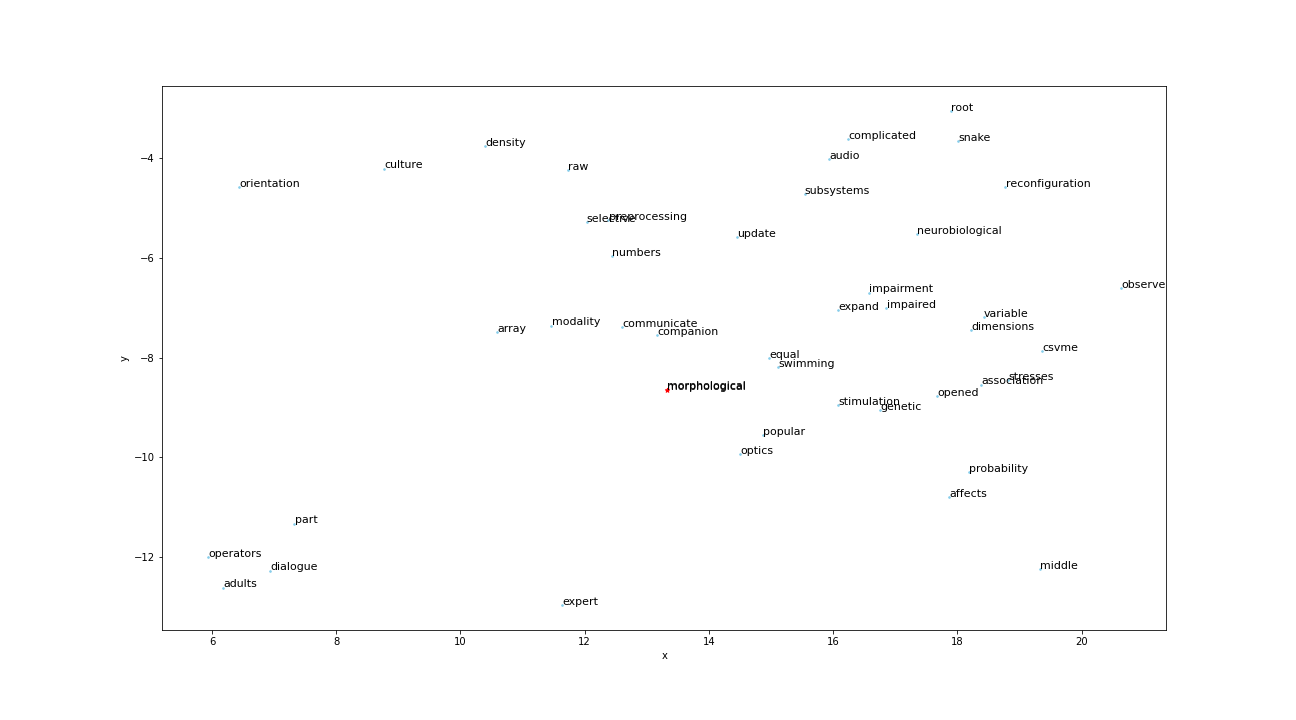 root
complicated
snake
density
audio
culture
raw
orientation
reconfiguration
subsystems
selective
preprocessing
update
neurobiological
numbers
observe
impairment
expand
impaired
variable
dimensions
array
modality
communicate
companion
csvme
equal
swimming
stresses
association
morphological
opened
stimulation
genetic
popular
optics
probability
affects
part
operators
dialogue
adults
middle
expert
−4
−6
−8
−10
−12
y
6 8 10 12 14 16 18 20
x